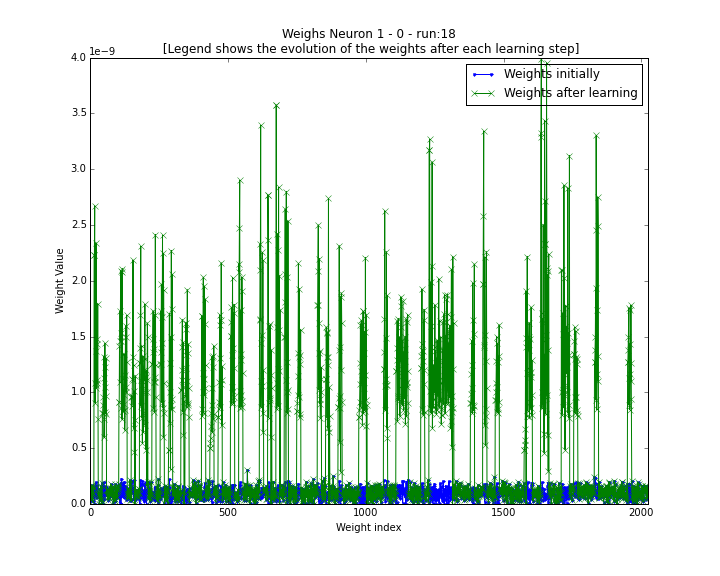 Weighs Neuron 1 - 0 - run:18
[Legend shows the evolution of the weights after each learning step]
1e−9
Weights initially
Weights after learning
4.0
3.5
3.0
2.5
2.0
1.5
1.0
0.5
0.0
Weight Value
0 500 1000 1500 2000
Weight index